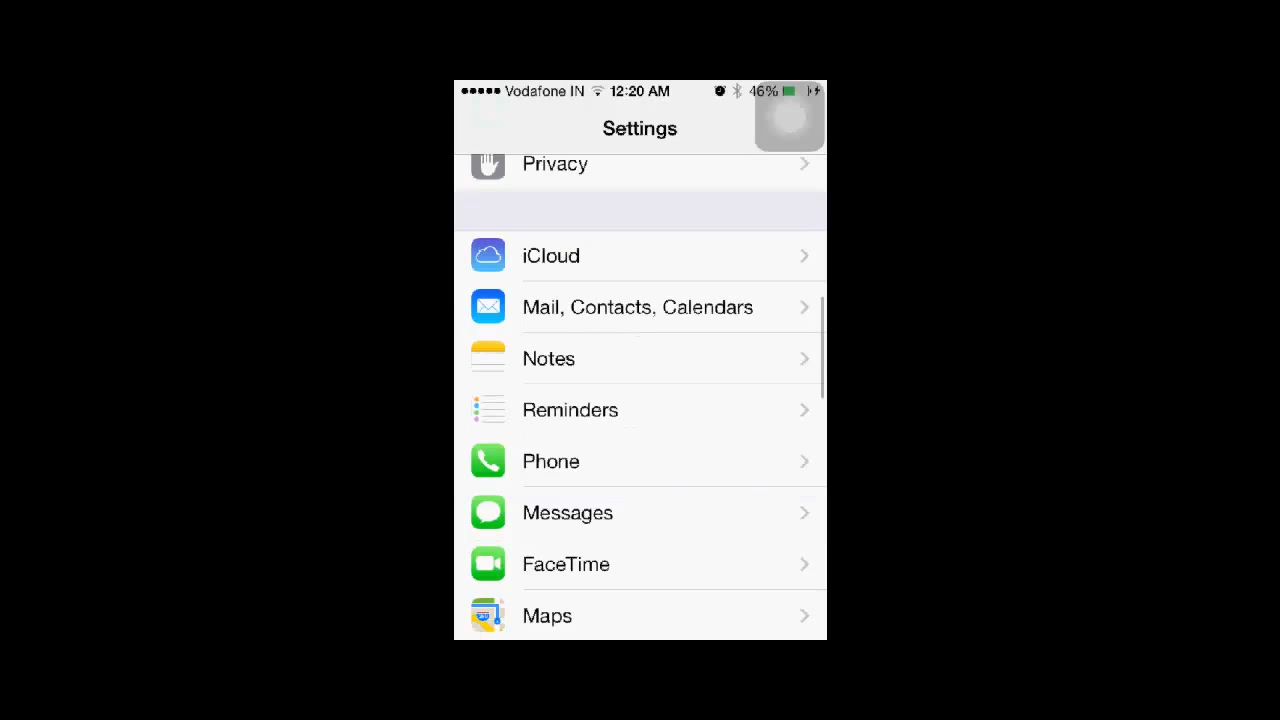 Vodafone IN 12:20 AM 46%
Settings
Privacy
iCloud
Mail, Contacts, Calendars
Notes
Reminders
Phone
Messages
FaceTime
Maps